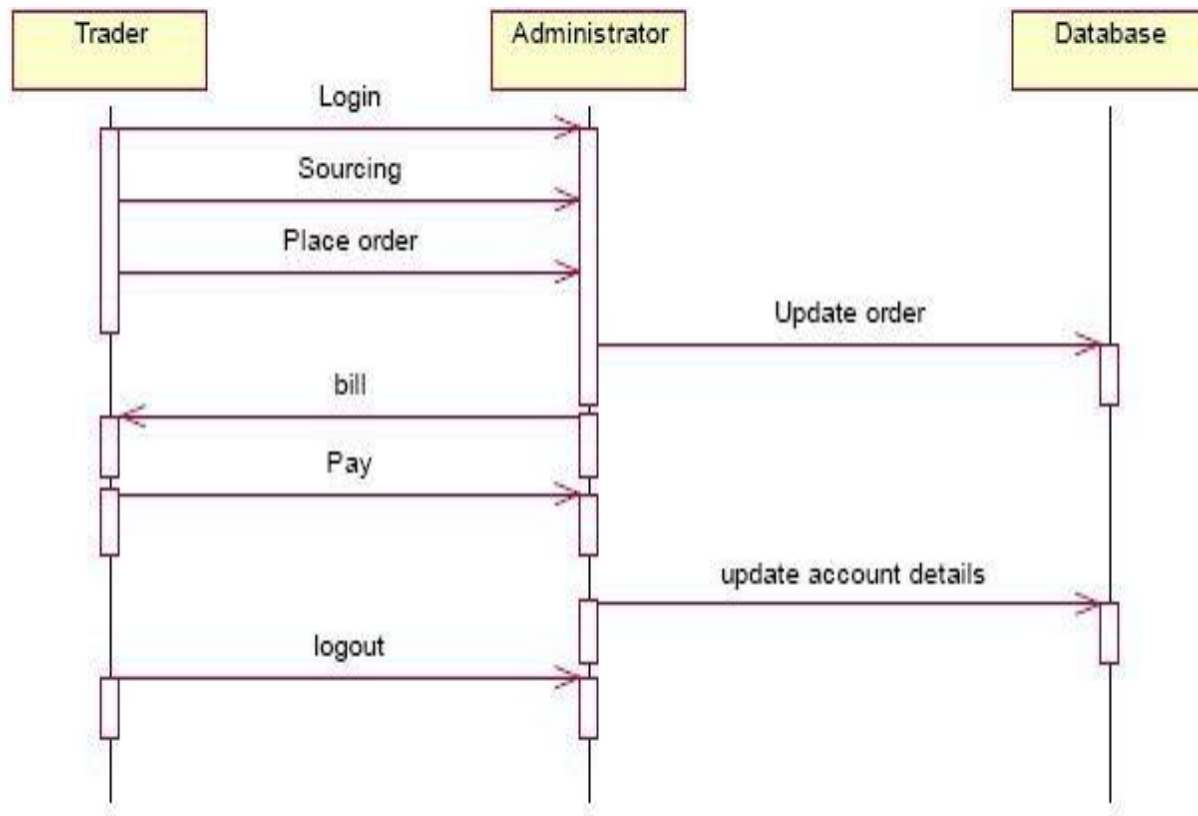 Trader
Administrator
Database
Login
Sourcing
Place order
Update order
bill
Pay
update account details
logout